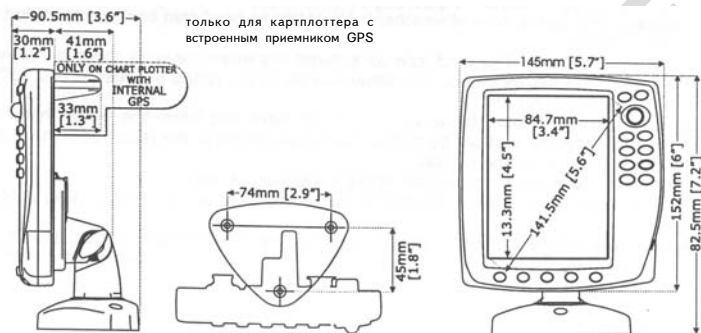 90.5mm [3.6″]
30mm
[1.2″]
41mm
[1.6″]
только для картплоттера с
встроенным приемником GPS
ONLY ON CHART PLOTTER
WITH
INTERNAL
GPS
33mm
[1.3″]
74mm [2.9″]
45mm
[1.8″]
145mm [5.7″]
84.7mm
[3.4″]
13.3mm [4.5″]
141.5mm [5.6″]
152mm [6″]
82.5mm [7.2″]